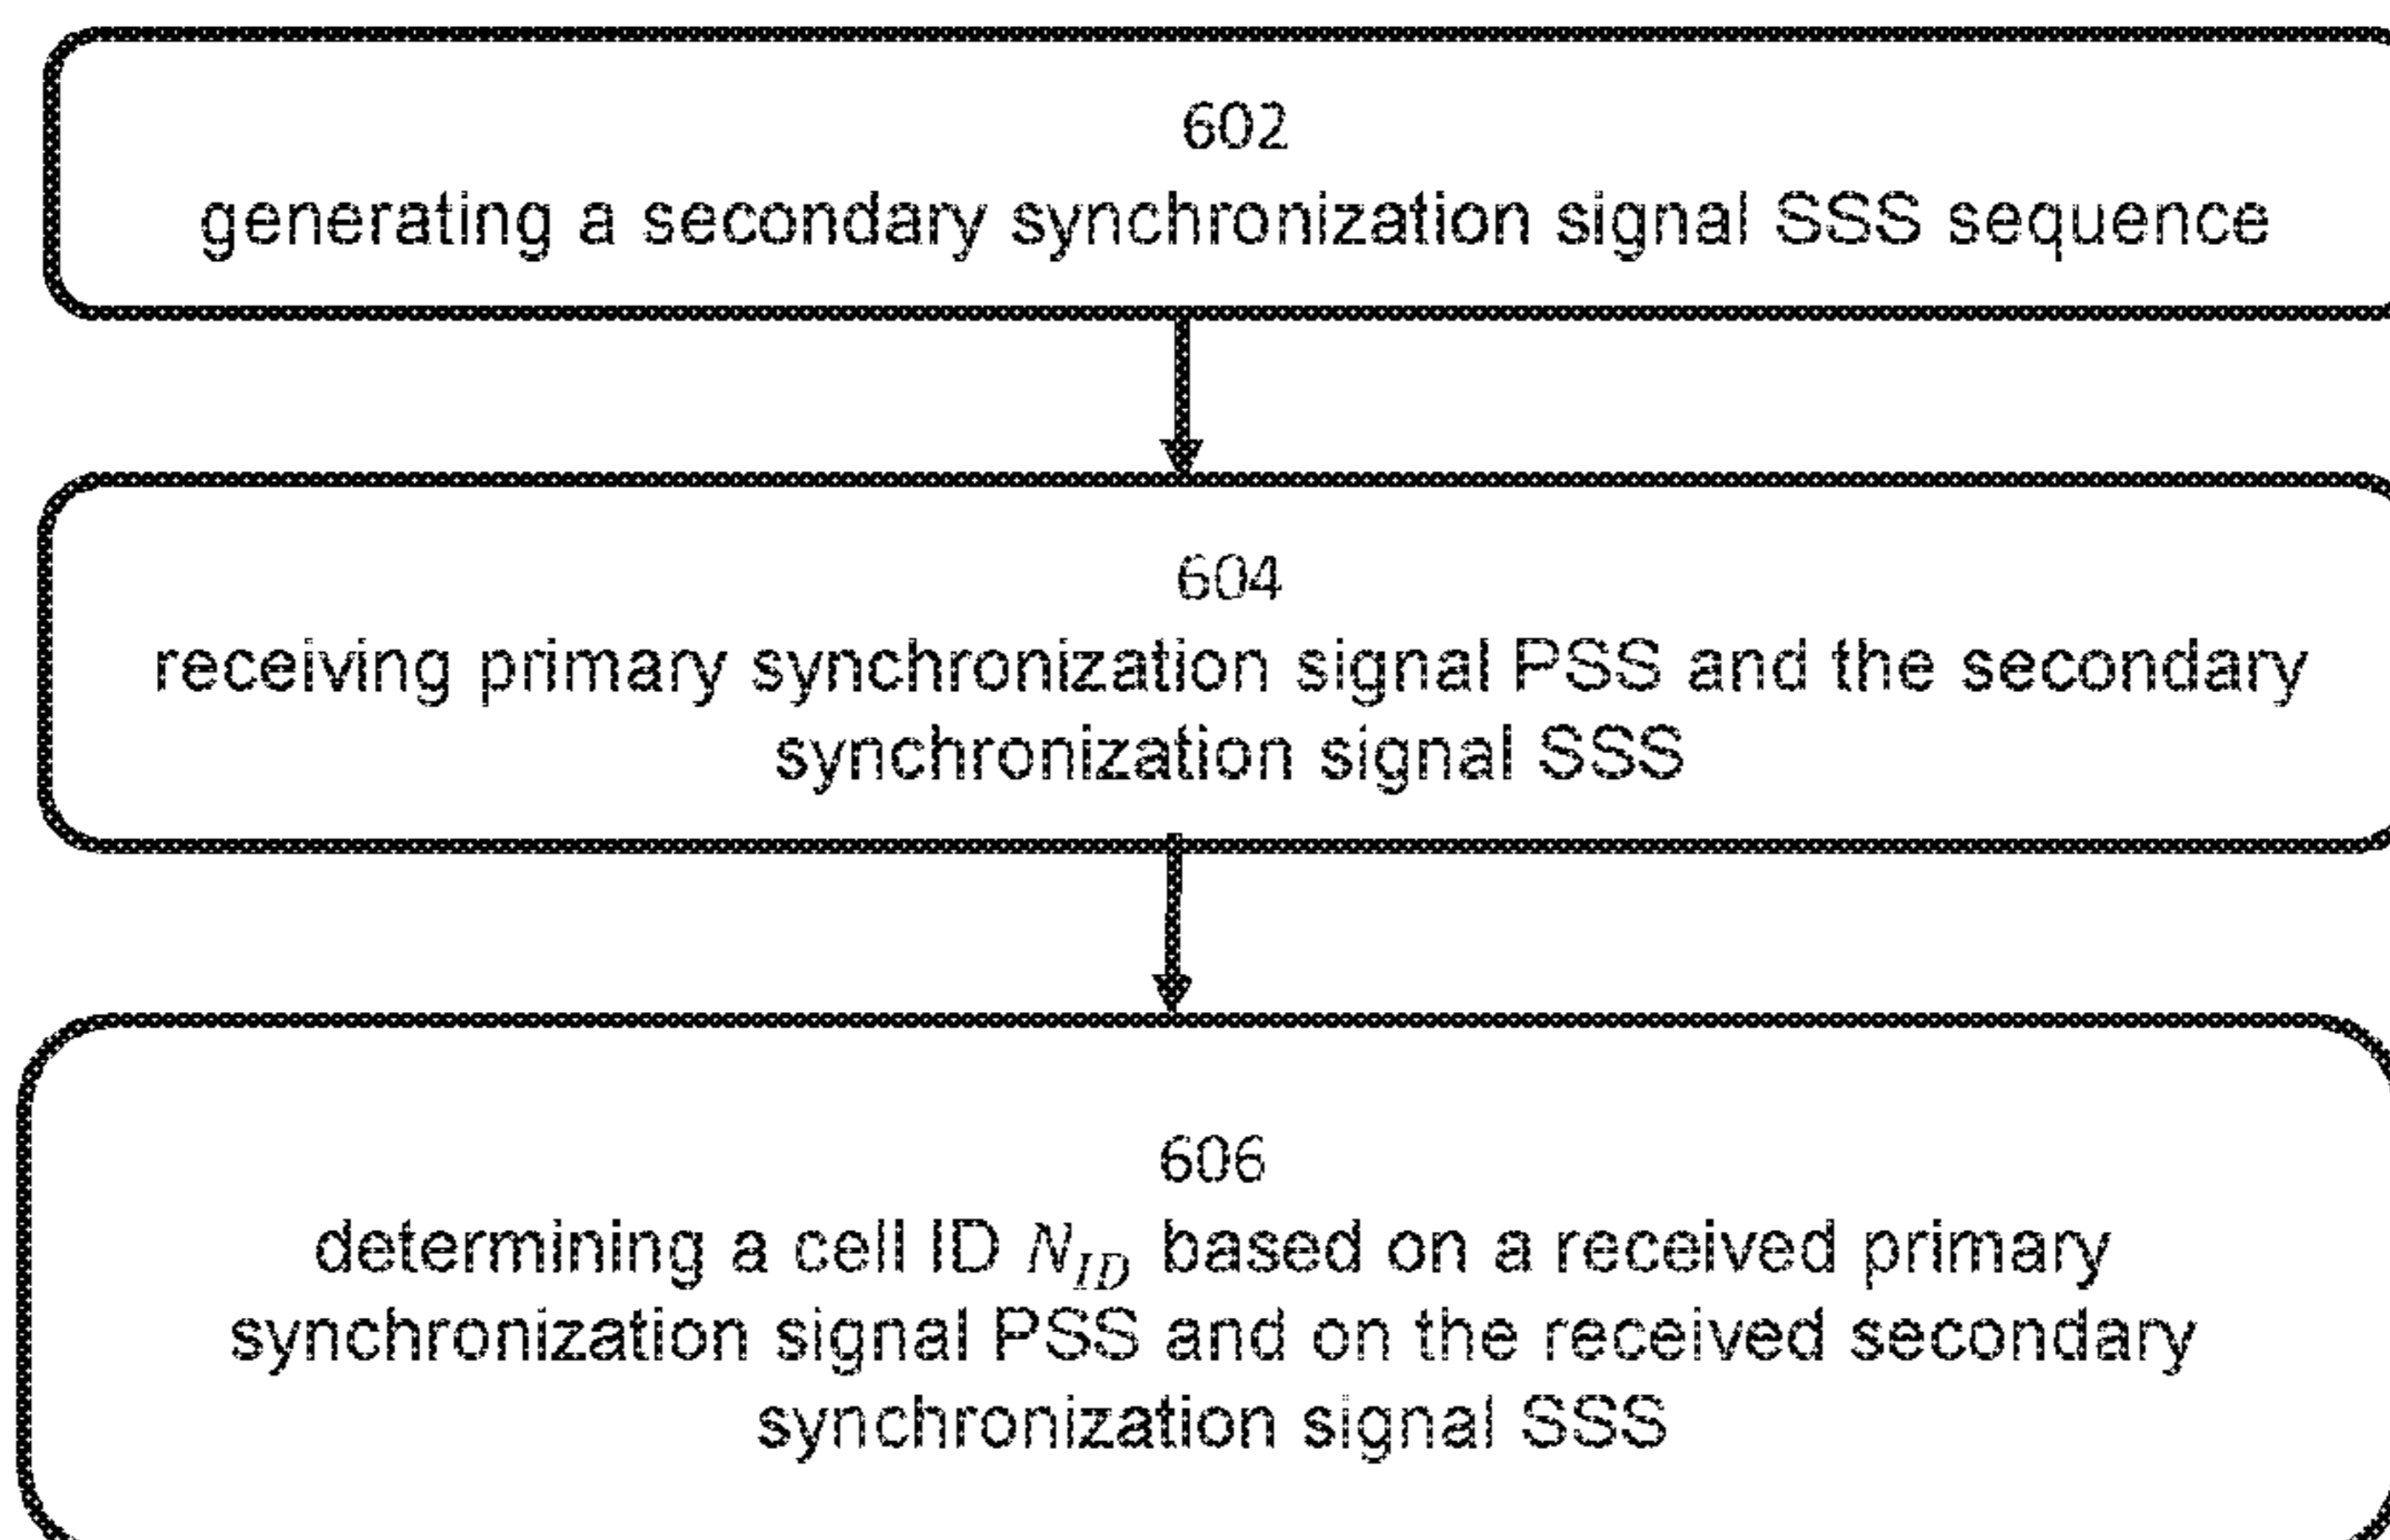 602
generating a secondary synchronization signal SSS sequence
604
receiving primary synchronization signal PSS and the secondary
synchronization signal SSS
606
determining a cell ID N_ID based on a received primary
synchronization signal PSS and on the received secondary
synchronization signal SSS